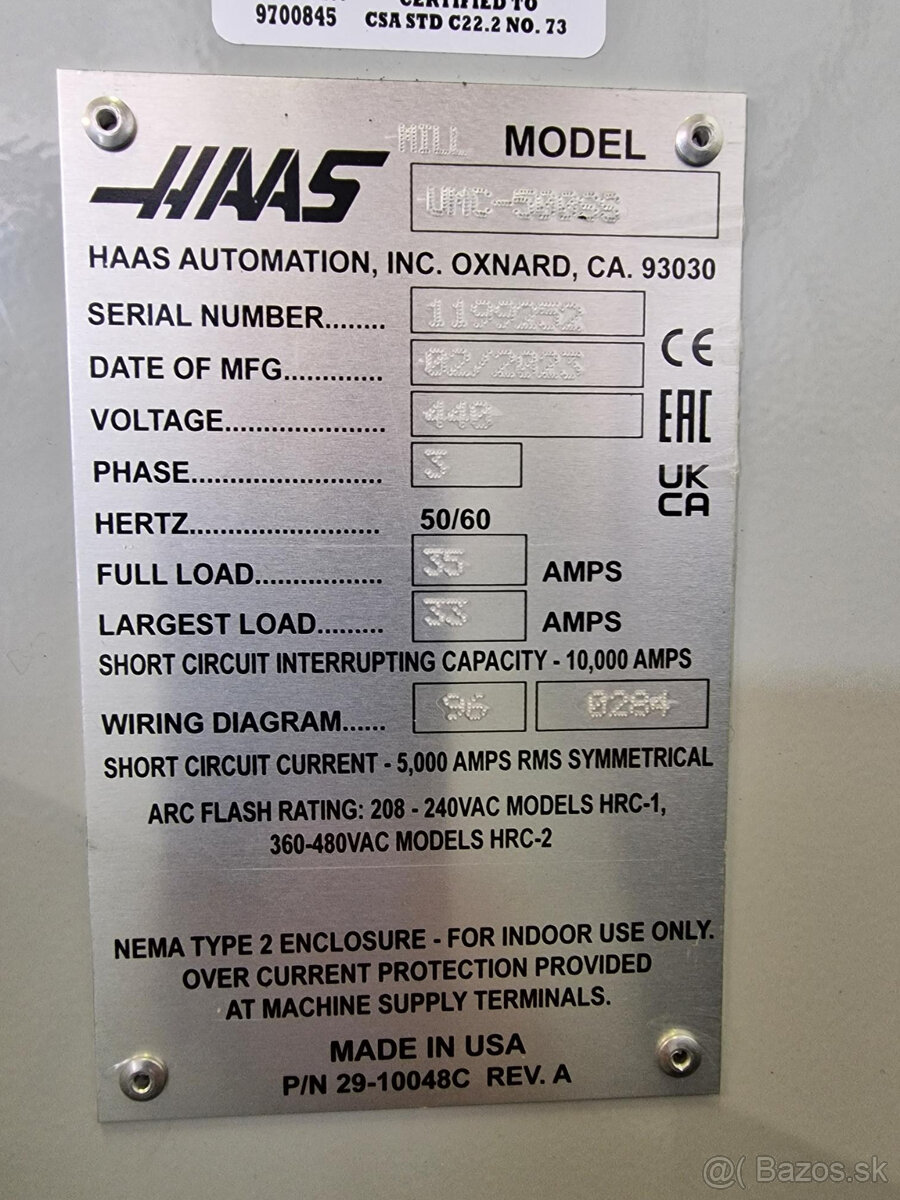 CERTIFIED TO
9700845 CSA STD C22.2 NO. 73
MILL MODEL
HAAS
UMC-500SS
HAAS AUTOMATION, INC. OXNARD, CA. 93030
SERIAL NUMBER........ 1199252
DATE OF MFG............. 02/2023
CE
VOLTAGE..................... 440
EAC
PHASE......................... 3
UK
CA
HERTZ......................... 50/60
FULL LOAD................. 35 AMPS
LARGEST LOAD......... 33 AMPS
SHORT CIRCUIT INTERRUPTING CAPACITY - 10,000 AMPS
WIRING DIAGRAM...... 96 0284
SHORT CIRCUIT CURRENT - 5,000 AMPS RMS SYMMETRICAL
ARC FLASH RATING: 208 - 240VAC MODELS HRC-1,
360-480VAC MODELS HRC-2
NEMA TYPE 2 ENCLOSURE - FOR INDOOR USE ONLY.
OVER CURRENT PROTECTION PROVIDED
AT MACHINE SUPPLY TERMINALS.
MADE IN USA
P/N 29-10048C REV. A
@( Bazos.sk